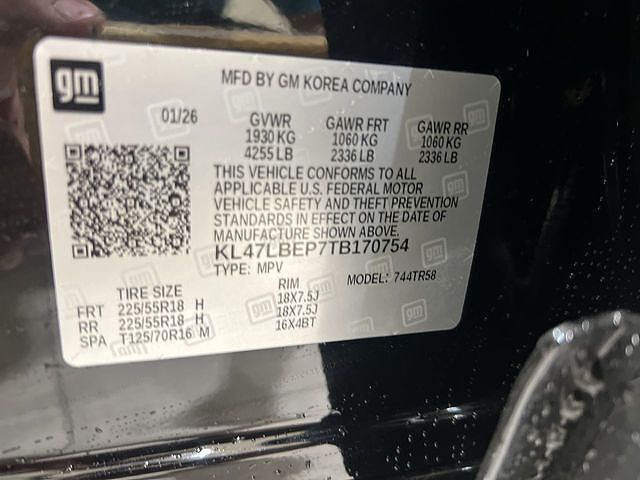 gm
MFD BY GM KOREA COMPANY
01/26
GVWR GAWR FRT GAWR RR
1930 KG 1060 KG 1060 KG
4255 LB 2336 LB 2336 LB
THIS VEHICLE CONFORMS TO ALL
APPLICABLE U.S. FEDERAL MOTOR
VEHICLE SAFETY AND THEFT PREVENTION
STANDARDS IN EFFECT ON THE DATE OF
MANUFACTURE SHOWN ABOVE.
KL47LBEP7TB170754
TYPE: MPV
MODEL: 744TR58
TIRE SIZE RIM
FRT 225/55R18 H 18X7.5J
RR 225/55R18 H 18X7.5J
SPA T125/70R16 M 16X4BT